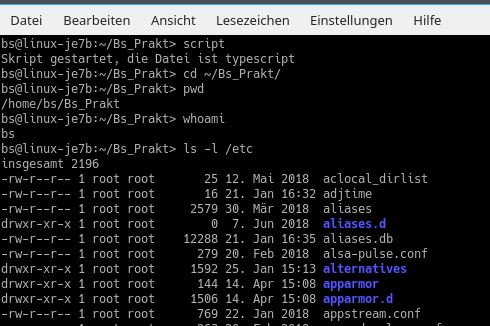 Datei Bearbeiten Ansicht Lesezeichen Einstellungen Hilfe
bs@linux-je7b:~/Bs_Prakt> script
Skript gestartet, die Datei ist typescript
bs@linux-je7b:~/Bs_Prakt> cd ~/Bs_Prakt/
bs@linux-je7b:~/Bs_Prakt> pwd
/home/bs/Bs_Prakt
bs@linux-je7b:~/Bs_Prakt> whoami
bs
bs@linux-je7b:~/Bs_Prakt> ls -l /etc
insgesamt 2196
-rw-r--r-- 1 root root 25 12. Mai 2018 aclocal_dirlist
-rw-r--r-- 1 root root 16 21. Jan 16:32 adjtime
-rw-r--r-- 1 root root 2579 30. Mär 2018 aliases
drwxr-xr-x 1 root root 0 7. Jun 2018 aliases.d
-rw-r--r-- 1 root root 12288 21. Jan 16:35 aliases.db
-rw-r--r-- 1 root root 279 20. Feb 2018 alsa-pulse.conf
drwxr-xr-x 1 root root 1592 25. Jan 15:13 alternatives
drwxr-xr-x 1 root root 144 14. Apr 15:08 apparmor
drwxr-xr-x 1 root root 1506 14. Apr 15:08 apparmor.d
-rw-r--r-- 1 root root 769 22. Jan 2018 appstream.conf